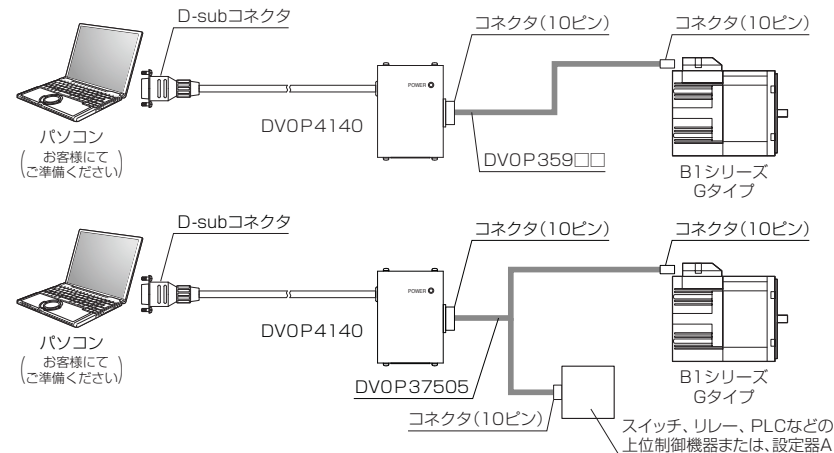 D-subコネクタ
コネクタ(10ピン)
コネクタ(10ピン)
POWER
DV0P4140
DV0P359□□
パソコン
(お客様にて
ご準備ください)
B1シリーズ
Gタイプ
D-subコネクタ
コネクタ(10ピン)
コネクタ(10ピン)
POWER
DV0P4140
DV0P37505
パソコン
(お客様にて
ご準備ください)
B1シリーズ
Gタイプ
コネクタ(10ピン)
スイッチ、リレー、PLCなどの
上位制御機器または、設定器A